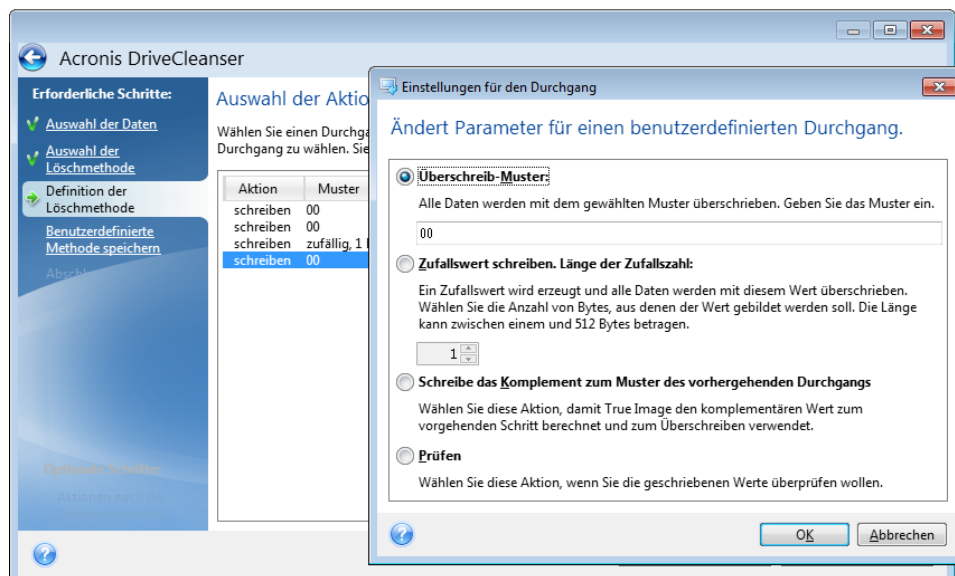 Acronis DriveCleanser
Erforderliche Schritte:
Auswahl der Daten
Auswahl der
Löschmethode
Definition der
Löschmethode
Benutzerdefinierte
Methode speichern
Optionale Schritte:
Aktionen nach der
Auswahl der Aktio
Wählen Sie einen Durchga
Durchgang zu wählen. Sie
Aktion Muster
schreiben 00
schreiben 00
schreiben zufällig, 1
schreiben 00
Einstellungen für den Durchgang
Ändert Parameter für einen benutzerdefinierten Durchgang.
Überschreib-Muster:
Alle Daten werden mit dem gewählten Muster überschrieben. Geben Sie das Muster ein.
00
Zufallswert schreiben. Länge der Zufallszahl:
Ein Zufallswert wird erzeugt und alle Daten werden mit diesem Wert überschrieben.
Wählen Sie die Anzahl von Bytes, aus denen der Wert gebildet werden soll. Die Länge
kann zwischen einem und 512 Bytes betragen.
1
Schreibe das Komplement zum Muster des vorhergehenden Durchgangs
Wählen Sie diese Aktion, damit True Image den komplementären Wert zum
vorgehenden Schritt berechnet und zum Überschreiben verwendet.
Prüfen
Wählen Sie diese Aktion, wenn Sie die geschriebenen Werte überprüfen wollen.
OK
Abbrechen